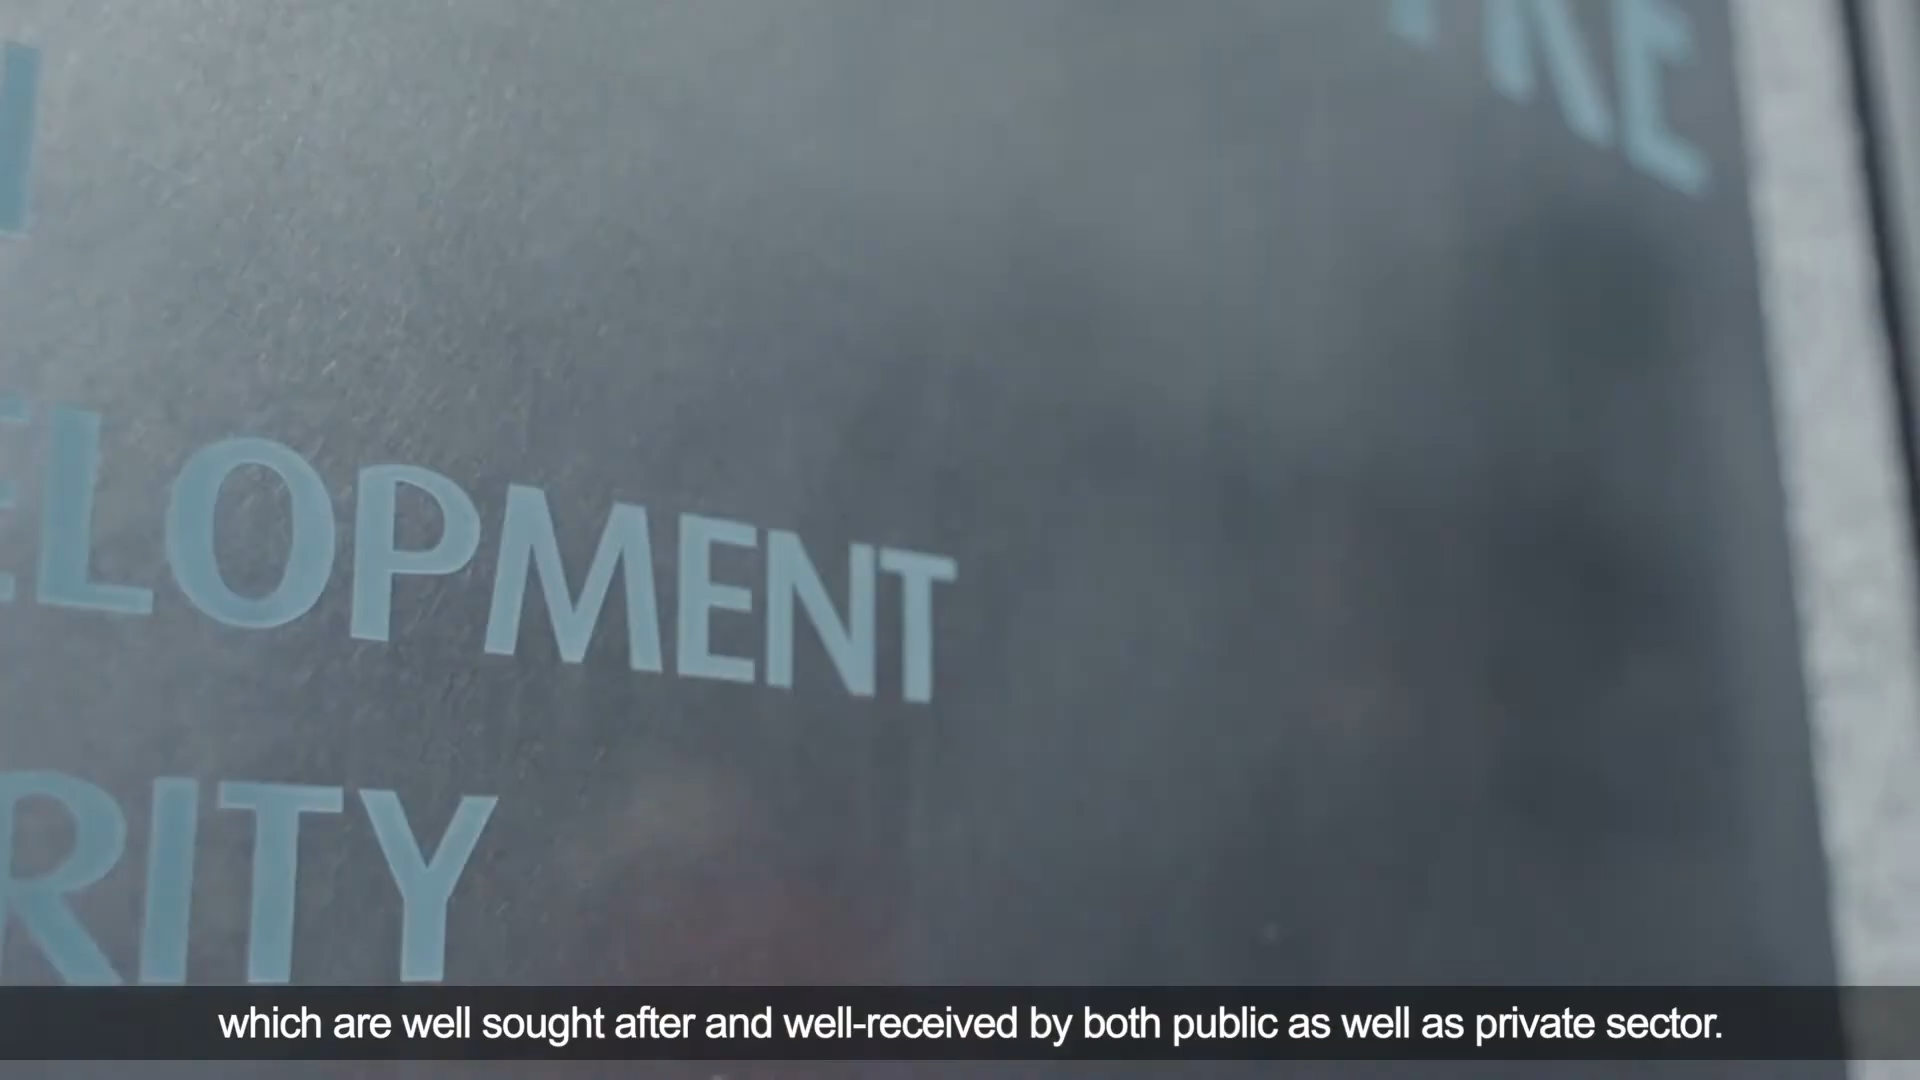 ELOPMENT
RITY
which are well sought after and well-received by both public as well as private sector.